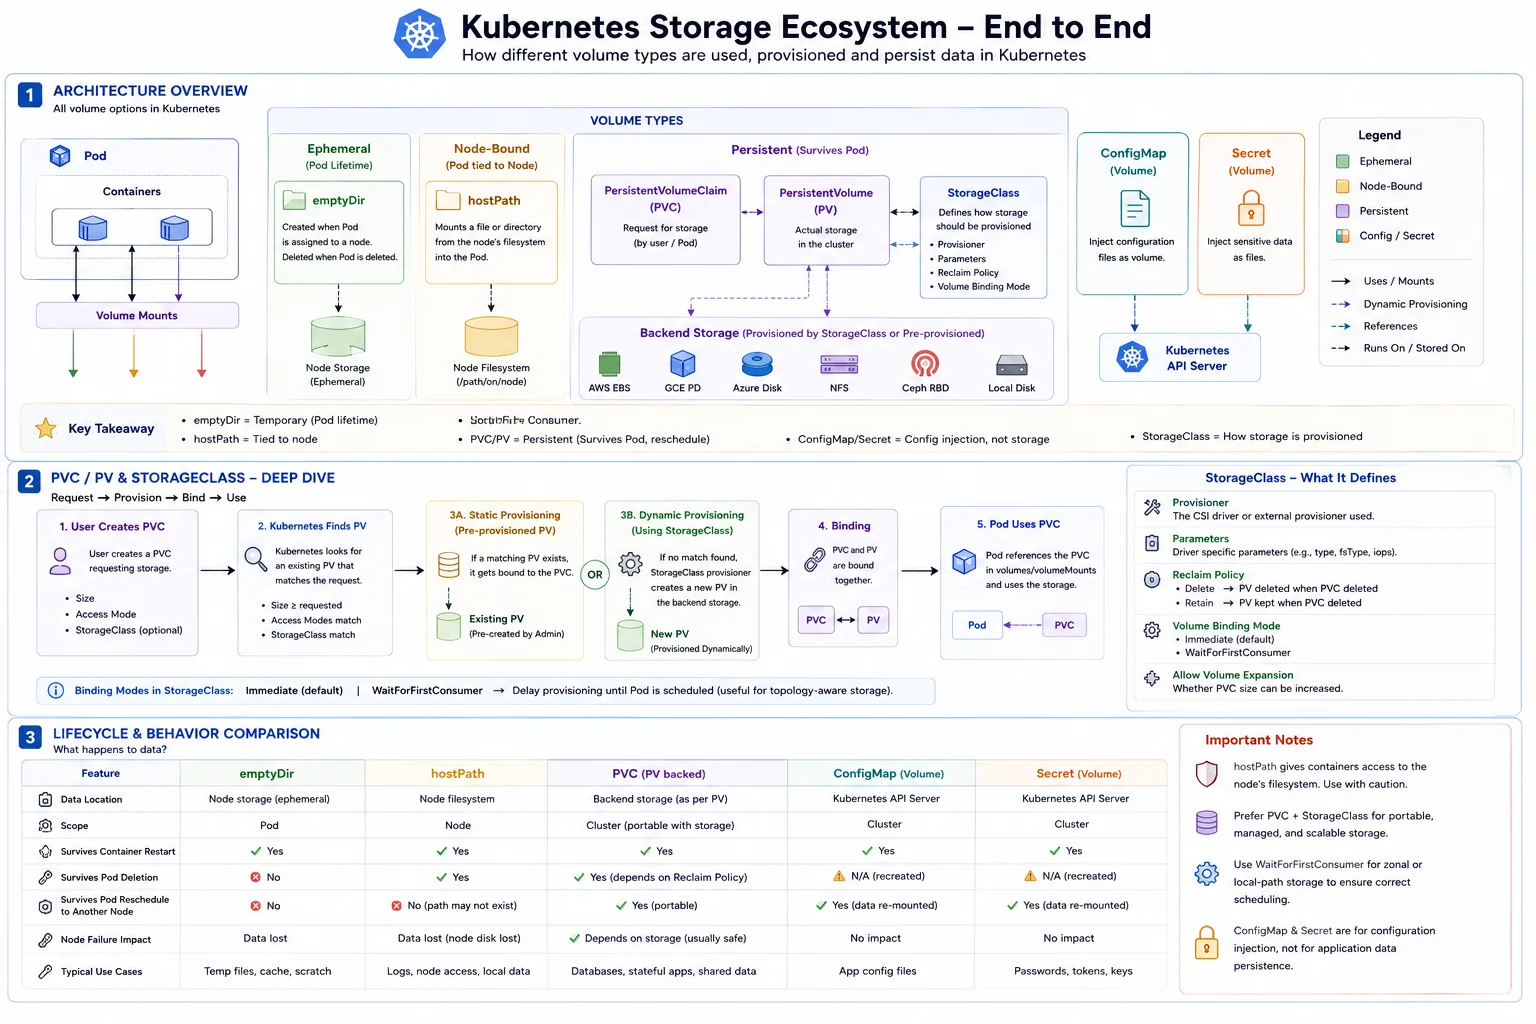 Kubernetes Storage Ecosystem – End to End
How different volume types are used, provisioned and persist data in Kubernetes
1
ARCHITECTURE OVERVIEW
All volume options in Kubernetes
Pod
Containers
Volume Mounts
VOLUME TYPES
Ephemeral
(Pod Lifetime)
emptyDir
Created when Pod
is assigned to a node.
Deleted when Pod is deleted.
Node Storage
(Ephemeral)
Node-Bound
(Pod tied to Node)
hostPath
Mounts a file or directory
from the node's filesystem
into the Pod.
Node Filesystem
(/path/on/node)
Persistent (Survives Pod)
PersistentVolumeClaim
(PVC)
Request for storage
(by user / Pod)
PersistentVolume
(PV)
Actual storage
in the cluster
StorageClass
Defines how storage
should be provisioned
• Provisioner
• Parameters
• Reclaim Policy
• Volume Binding Mode
Backend Storage (Provisioned by StorageClass or Pre-provisioned)
AWS EBS
GCE PD
Azure Disk
NFS
Ceph RBD
Local Disk
ConfigMap
(Volume)
Inject configuration
files as volume.
Secret
(Volume)
Inject sensitive data
as files.
Kubernetes
API Server
Legend
Ephemeral
Node-Bound
Persistent
Config / Secret
Uses / Mounts
Dynamic Provisioning
References
Runs On / Stored On
Key Takeaway
• emptyDir = Temporary (Pod lifetime)
• hostPath = Tied to node
• Consumer.
• PVC/PV = Persistent (Survives Pod, reschedule)
• ConfigMap/Secret = Config injection, not storage
• StorageClass = How storage is provisioned
2
PVC / PV & STORAGECLASS – DEEP DIVE
Request → Provision → Bind → Use
1. User Creates PVC
User creates a PVC
requesting storage.
• Size
• Access Mode
• StorageClass (optional)
2. Kubernetes Finds PV
Kubernetes looks for
an existing PV that
matches the request.
• Size ≥ requested
• Access Modes match
• StorageClass match
3A. Static Provisioning
(Pre-provisioned PV)
If a matching PV exists,
it gets bound to the PVC.
Existing PV
(Pre-created by Admin)
OR
3B. Dynamic Provisioning
(Using StorageClass)
If no match found,
StorageClass provisioner
creates a new PV in
the backend storage.
New PV
(Provisioned Dynamically)
4. Binding
PVC and PV
are bound
together.
PVC
PV
5. Pod Uses PVC
Pod references the PVC
in volumes/volumeMounts
and uses the storage.
Pod
PVC
Binding Modes in StorageClass: Immediate (default) | WaitForFirstConsumer → Delay provisioning until Pod is scheduled (useful for topology-aware storage).
StorageClass – What It Defines
Provisioner
The CSI driver or external provisioner used.
Parameters
Driver specific parameters (e.g., type, fsType, iops).
Reclaim Policy
• Delete → PV deleted when PVC deleted
• Retain → PV kept when PVC deleted
Volume Binding Mode
• Immediate (default)
• WaitForFirstConsumer
Allow Volume Expansion
Whether PVC size can be increased.
3
LIFECYCLE & BEHAVIOR COMPARISON
What happens to data?
Feature emptyDir hostPath PVC (PV backed) ConfigMap (Volume) Secret (Volume)
Data Location Node storage (ephemeral) Node filesystem Backend storage (as per PV) Kubernetes API Server Kubernetes API Server
Scope Pod Node Cluster (portable with storage) Cluster Cluster
Survives Container Restart Yes Yes Yes Yes Yes
Survives Pod Deletion No Yes Yes (depends on Reclaim Policy) N/A (recreated) N/A (recreated)
Survives Pod Reschedule
to Another Node No No (path may not exist) Yes (portable) Yes (data re-mounted) Yes (data re-mounted)
Node Failure Impact Data lost Data lost (node disk lost) Depends on storage (usually safe) No impact No impact
Typical Use Cases Temp files, cache, scratch Logs, node access, local data Databases, stateful apps, shared data App config files Passwords, tokens, keys
Important Notes
hostPath gives containers access to the
node's filesystem. Use with caution.
Prefer PVC + StorageClass for portable,
managed, and scalable storage.
Use WaitForFirstConsumer for zonal or
local-path storage to ensure correct
scheduling.
ConfigMap & Secret are for configuration
injection, not for application data
persistence.